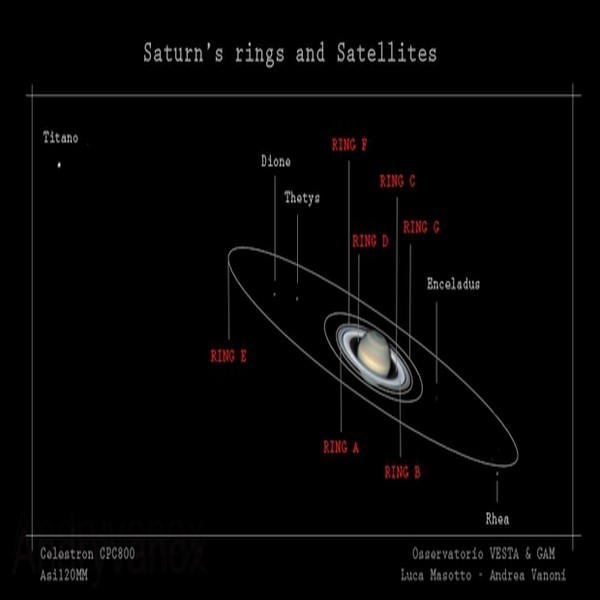 Saturn's rings and Satellites
Titano
RING F
Dione
RING C
Thetys
RING G
RING D
Enceladus
RING E
RING A
RING B
Rhea
Celestron CPC800
Osservatorio VESTA & GAM
Asi120MM
Luca Masotto - Andrea Vanoni